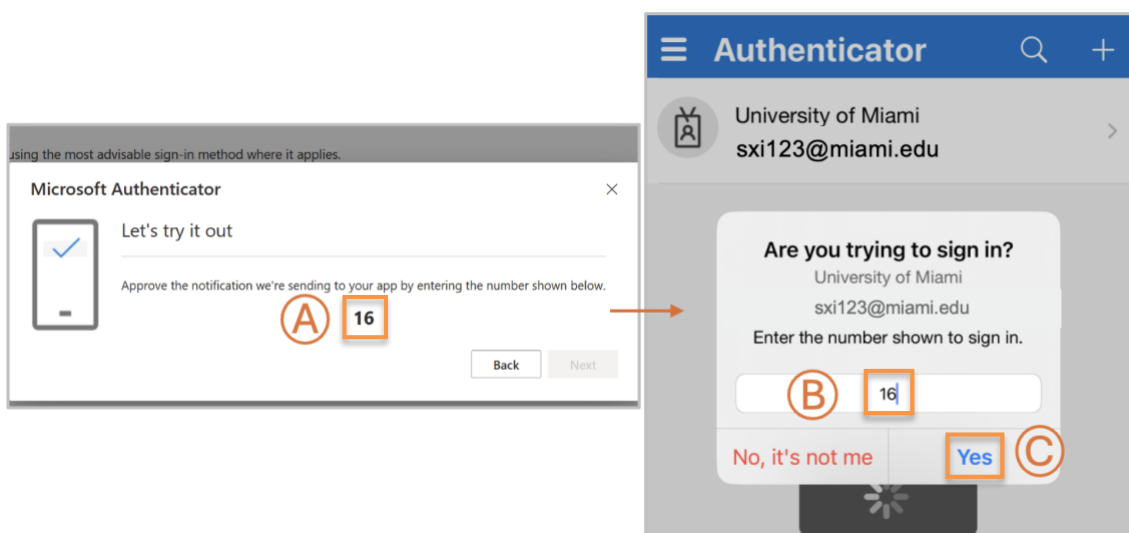 using the most advisable sign-in method where it applies.
Microsoft Authenticator
Let's try it out
Approve the notification we're sending to your app by entering the number shown below.
A 16
Back Next
Authenticator
University of Miami
sxi123@miami.edu
Are you trying to sign in?
University of Miami
sxi123@miami.edu
Enter the number shown to sign in.
B 16
No, it's not me Yes C